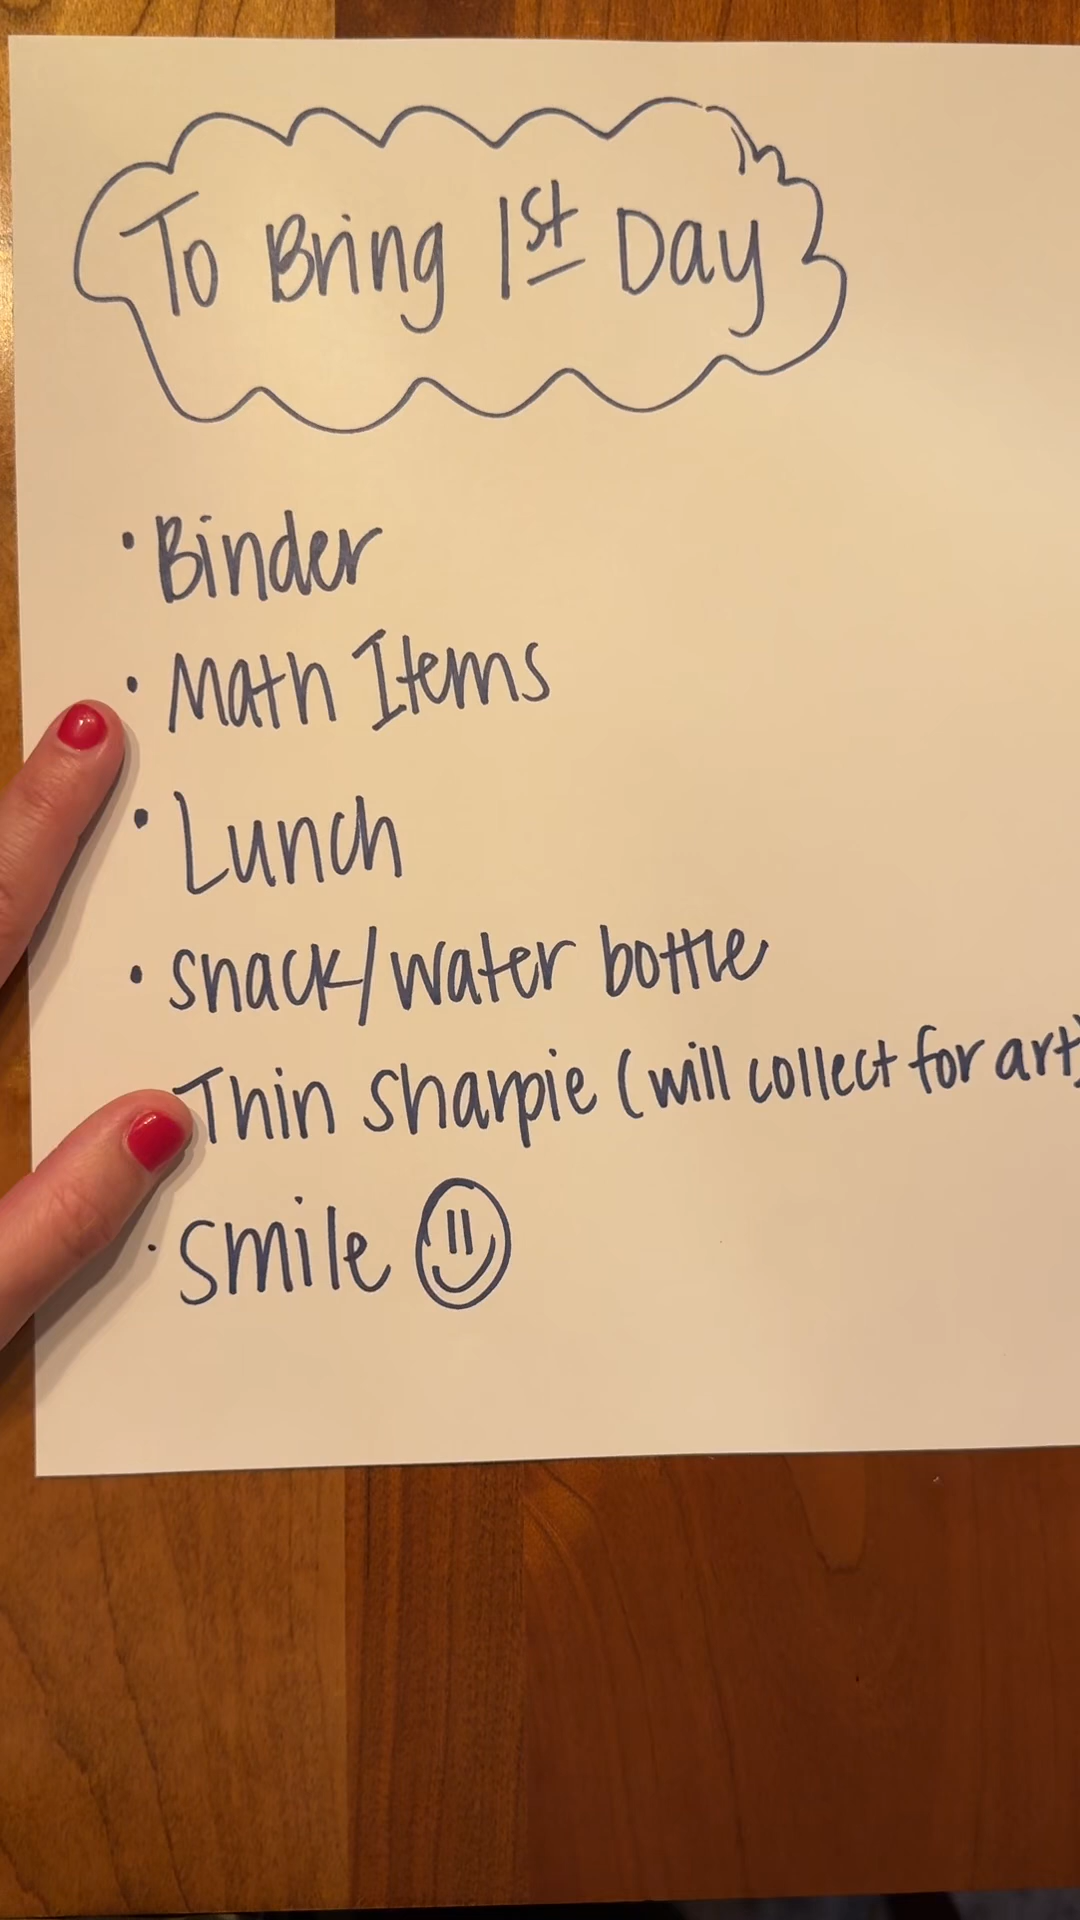 To Bring 1st Day
• Binder
• Math Items
• Lunch
• snack/water bottle
Thin sharpie (will collect for art)
• smile